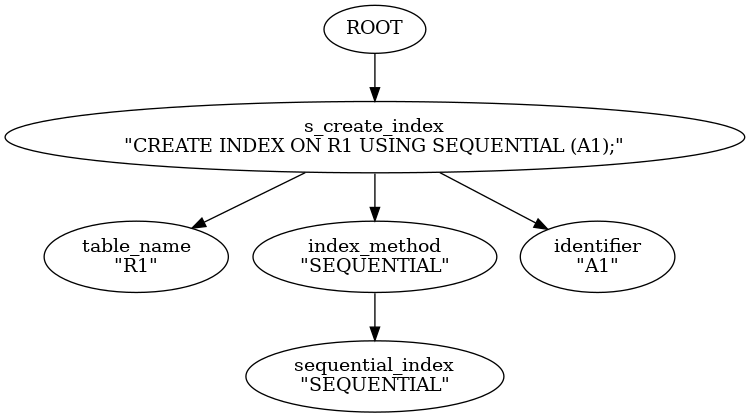 ROOT
s_create_index
"CREATE INDEX ON R1 USING SEQUENTIAL (A1);"
table_name
"R1"
index_method
"SEQUENTIAL"
identifier
"A1"
sequential_index
"SEQUENTIAL"